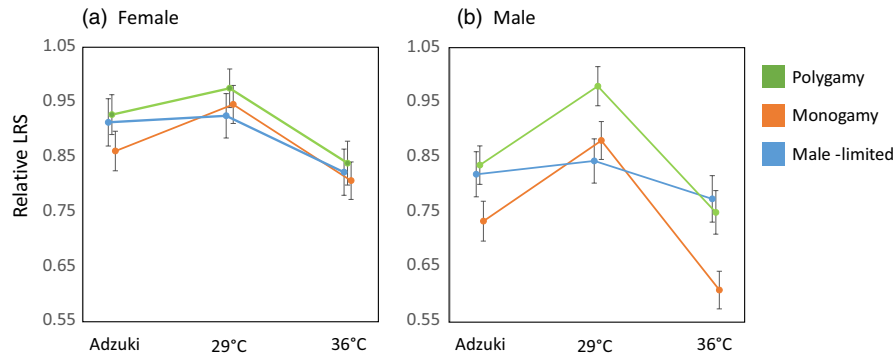 (a) Female
(b) Male
Relative LRS
1.05
0.95
0.85
0.75
0.65
0.55
Adzuki
29°C
36°C
1.05
0.95
0.85
0.75
0.65
0.55
Adzuki
29°C
36°C
Polygamy
Monogamy
Male -limited